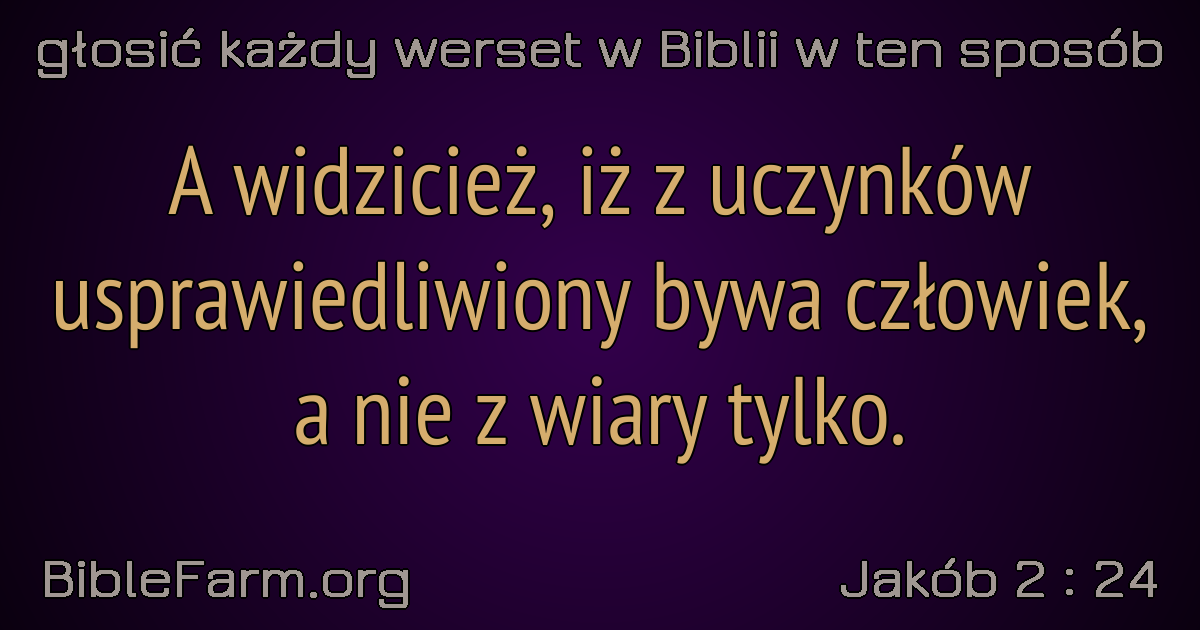 głosić każdy werset w Biblii w ten sposób
A widzicież, iż z uczynków
usprawiedliwiony bywa człowiek,
a nie z wiary tylko.
BibleFarm.org
Jakób 2 : 24